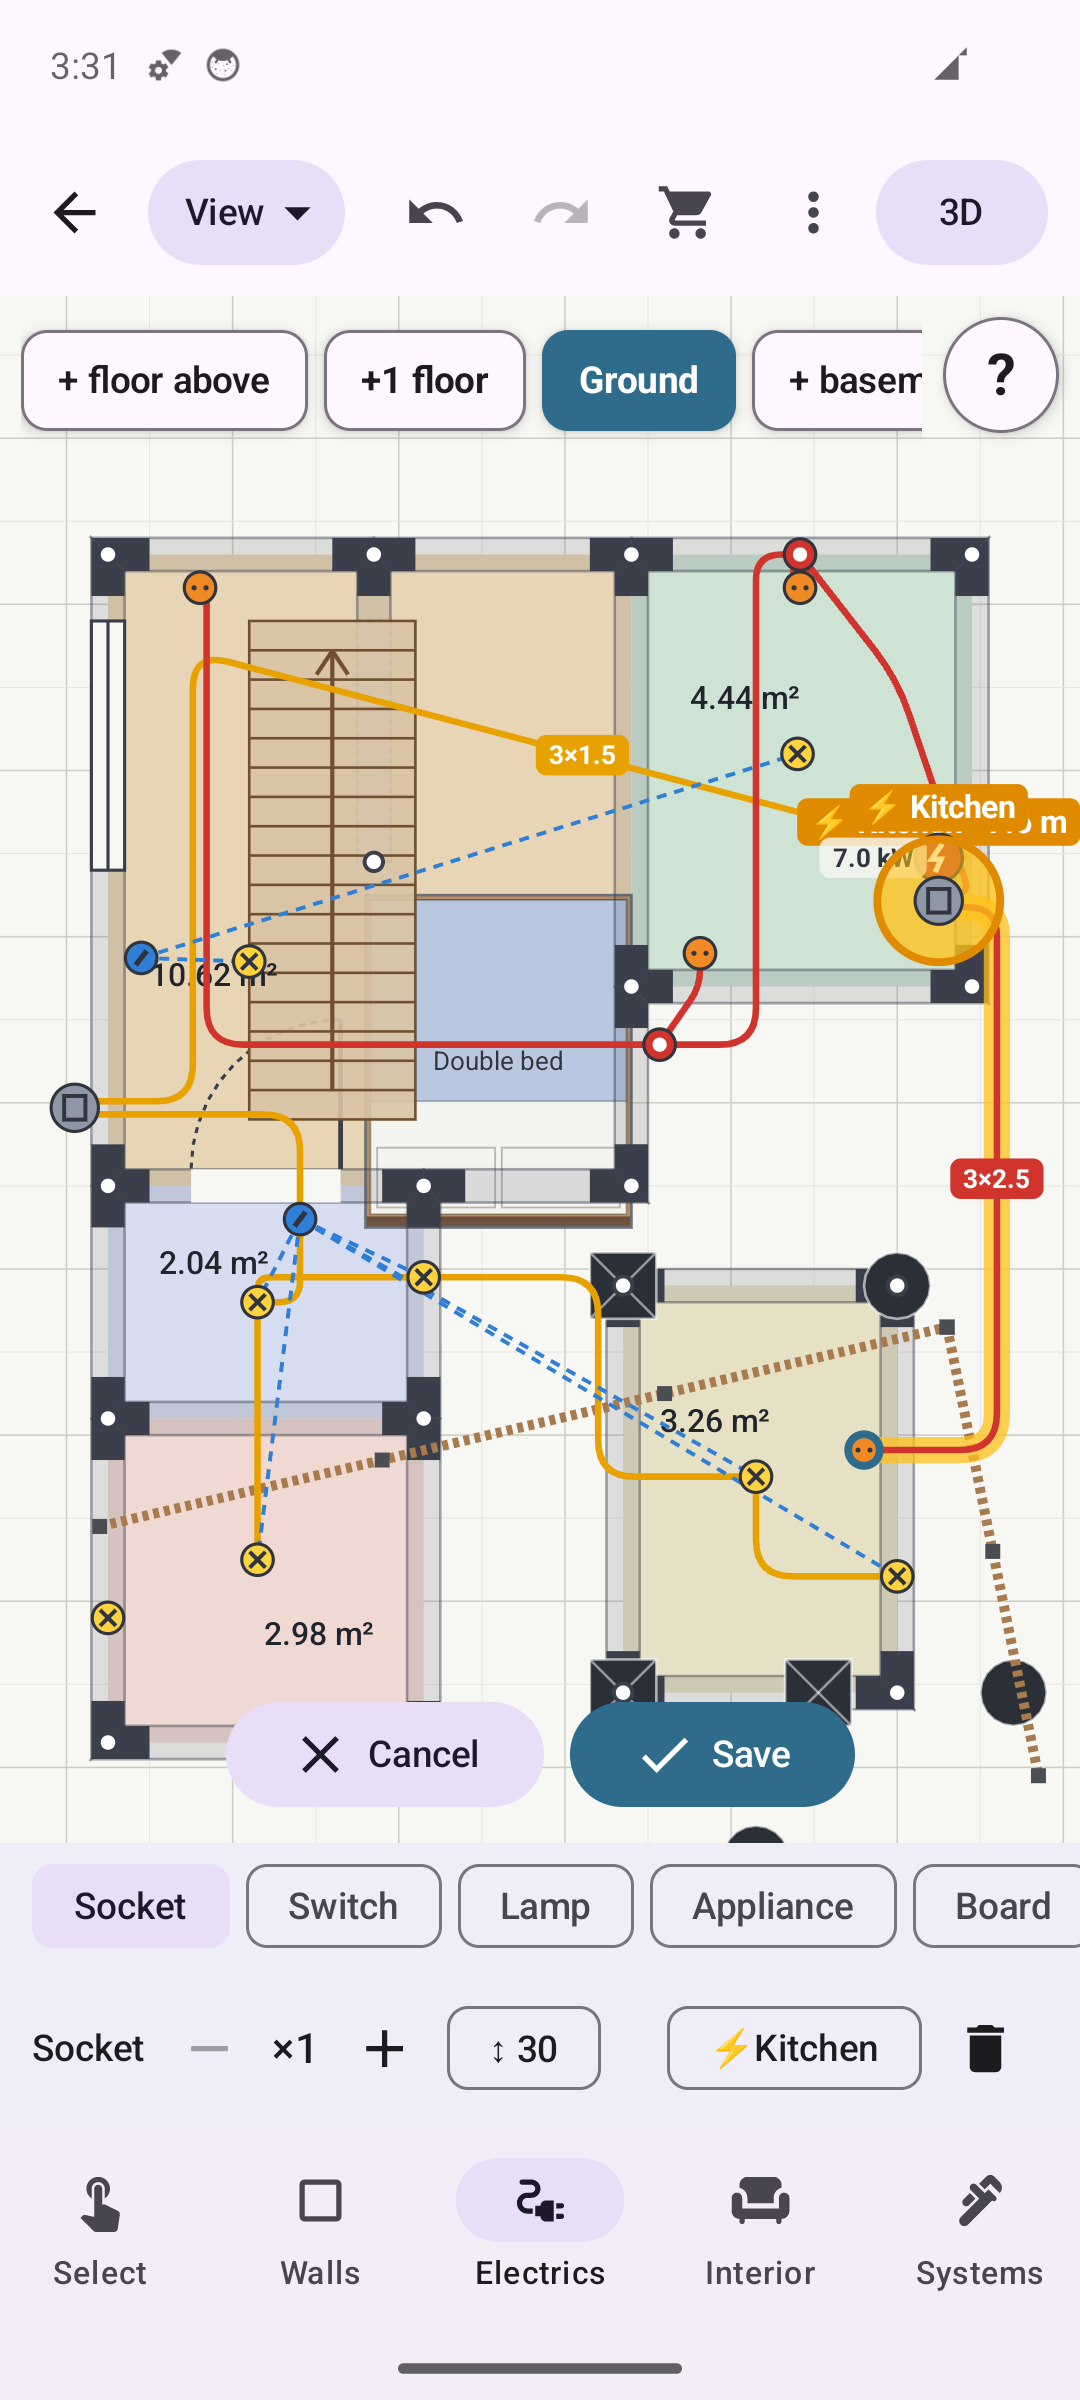 3:31
View
3D
+ floor above
+1 floor
Ground
+ basem
?
4.44 m²
3×1.5
⚡ Kitchen
m
7.0 kW
10.62 m²
Double bed
3×2.5
2.04 m²
3.26 m²
2.98 m²
Cancel
Save
Socket
Switch
Lamp
Appliance
Board
Socket
×1
↕ 30
⚡Kitchen
Select
Walls
Electrics
Interior
Systems